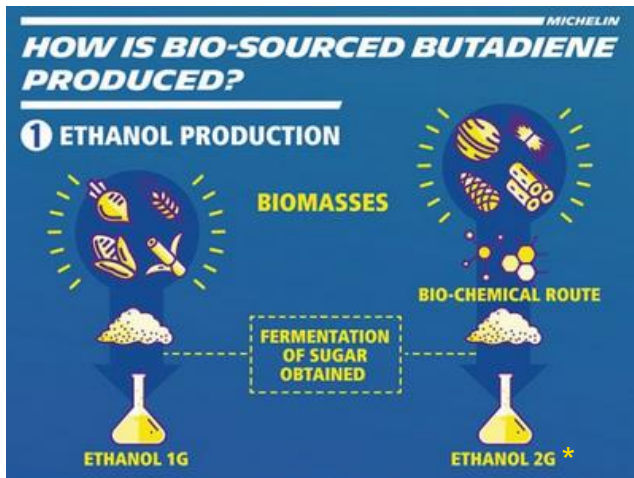 MICHELIN
HOW IS BIO-SOURCED BUTADIENE
PRODUCED?
1 ETHANOL PRODUCTION
BIOMASSES
BIO-CHEMICAL ROUTE
FERMENTATION
OF SUGAR
OBTAINED
ETHANOL 1G
ETHANOL 2G *